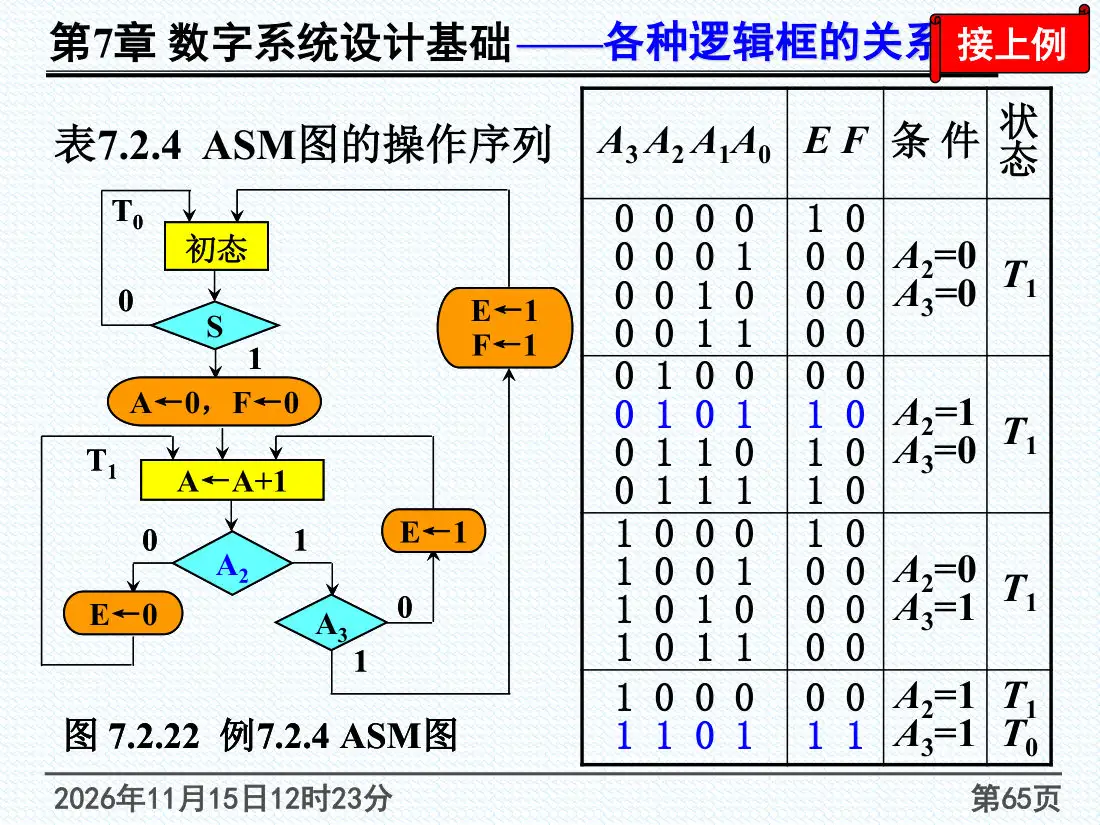 第7章 数字系统设计基础——各种逻辑框的关系
接上例
表7.2.4 ASM图的操作序列
T0
初态
0
S
1
A←0，F←0
E←1
F←1
T1
A←A+1
0
A2
1
E←1
E←0
A3
0
1
图 7.2.22 例7.2.4 ASM图
A3 A2 A1 A0 E F 条 件 状态
0 0 0 0 1 0
0 0 0 1 0 0 A2=0
0 0 1 0 0 0 A3=0 T1
0 0 1 1 0 0
0 1 0 0 0 0
0 1 0 1 1 0 A2=1
0 1 1 0 1 0 A3=0 T1
0 1 1 1 1 0
1 0 0 0 1 0
1 0 0 1 0 0 A2=0
1 0 1 0 0 0 A3=1 T1
1 0 1 1 0 0
1 0 0 0 0 0 A2=1 T1
1 1 0 1 1 1 A3=1 T0
2026年11月15日12时23分
第65页